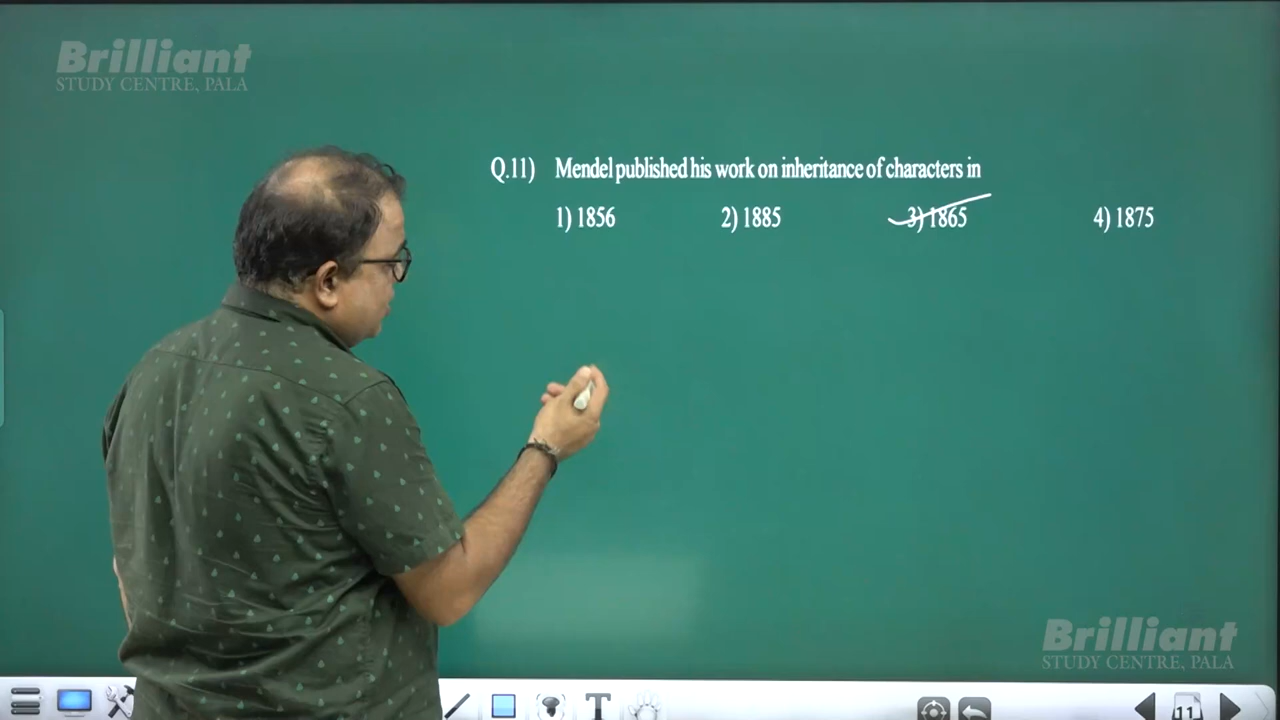 Brilliant
STUDY CENTRE, PALA
Q.11) Mendel published his work on inheritance of characters in
1) 1856 2) 1885 3) 1865 4) 1875
Brilliant
STUDY CENTRE, PALA
T 11